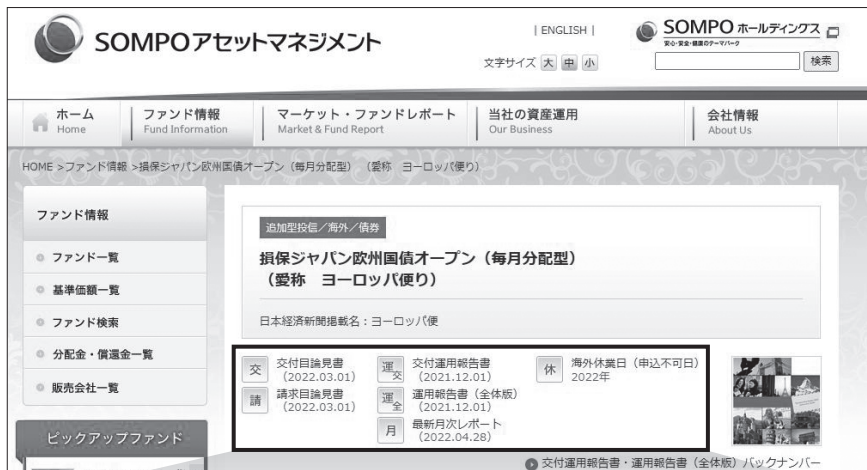 SOMPOアセットマネジメント
| ENGLISH |
SOMPO ホールディングス
安心・安全・健康のテーマパーク
文字サイズ 大 中 小
検索
ホーム
Home
ファンド情報
Fund Information
マーケット・ファンドレポート
Market & Fund Report
当社の資産運用
Our Business
会社情報
About Us
HOME >ファンド情報 >損保ジャパン欧州国債オープン（毎月分配型）　（愛称　ヨーロッパ便り）
ファンド情報
ファンド一覧
基準価額一覧
ファンド検索
分配金・償還金一覧
販売会社一覧
ピックアップファンド
追加型投信／海外／債券
損保ジャパン欧州国債オープン（毎月分配型）
（愛称　ヨーロッパ便り）
日本経済新聞掲載名：ヨーロッパ便
交 交付目論見書
（2022.03.01）
請 請求目論見書
（2022.03.01）
運交 交付運用報告書
（2021.12.01）
運全 運用報告書（全体版）
（2021.12.01）
月 最新月次レポート
（2022.04.28）
休 海外休業日（申込不可日）
2022年
交付運用報告書・運用報告書（全体版）バックナンバー